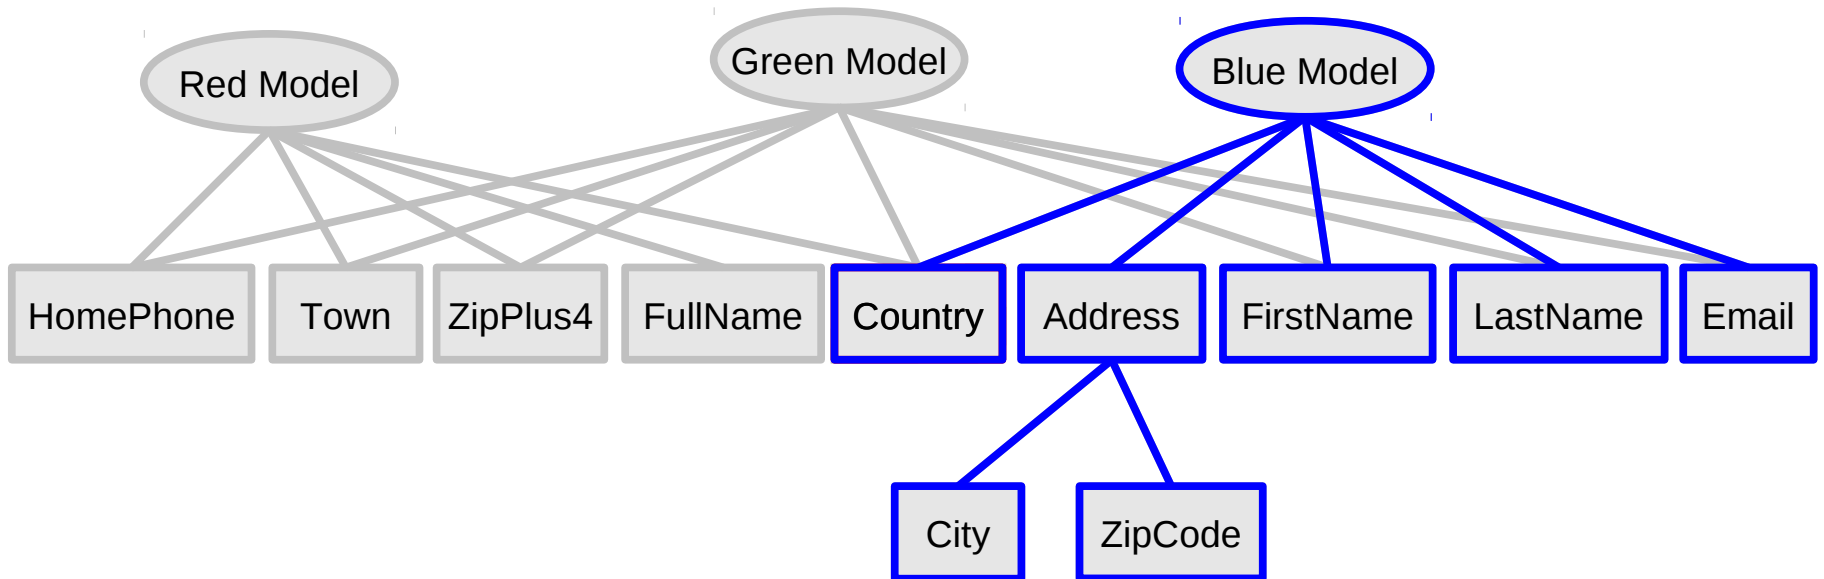 Red Model
Green Model
Blue Model
HomePhone
Town
ZipPlus4
FullName
Country
Address
FirstName
LastName
Email
City
ZipCode